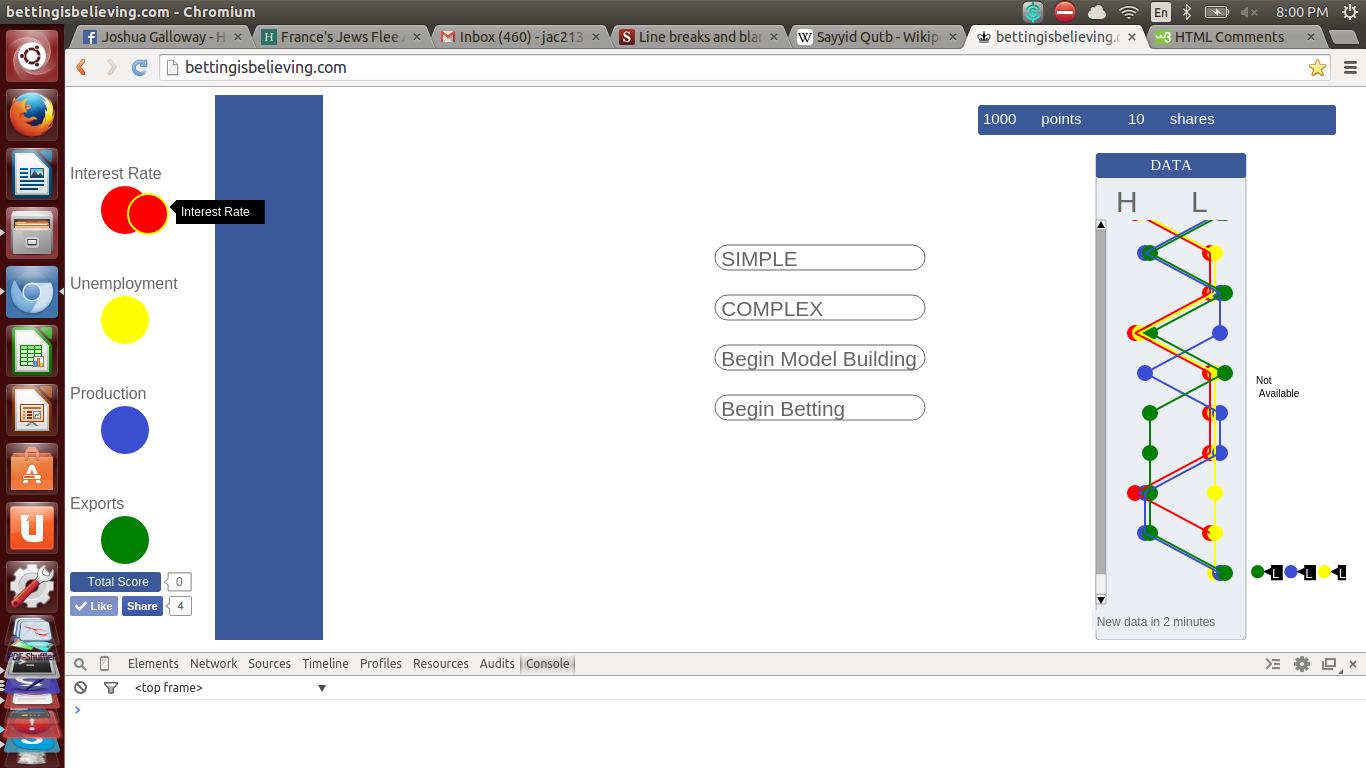 bettingisbelieving.com - Chromium
En
8:00 PM
Joshua Galloway - H
France's Jews Flee A
Inbox (460) - jac213
Line breaks and blan
Sayyid Qutb - Wikipe
bettingisbelieving.c
HTML Comments
bettingisbelieving.com
1000 points 10 shares
DATA
H L
Interest Rate
Interest Rate
Unemployment
Production
Exports
SIMPLE
COMPLEX
Begin Model Building
Begin Betting
Not
Available
L L L
Total Score 0
Like Share 4
New data in 2 minutes
Elements Network Sources Timeline Profiles Resources Audits Console
<top frame>